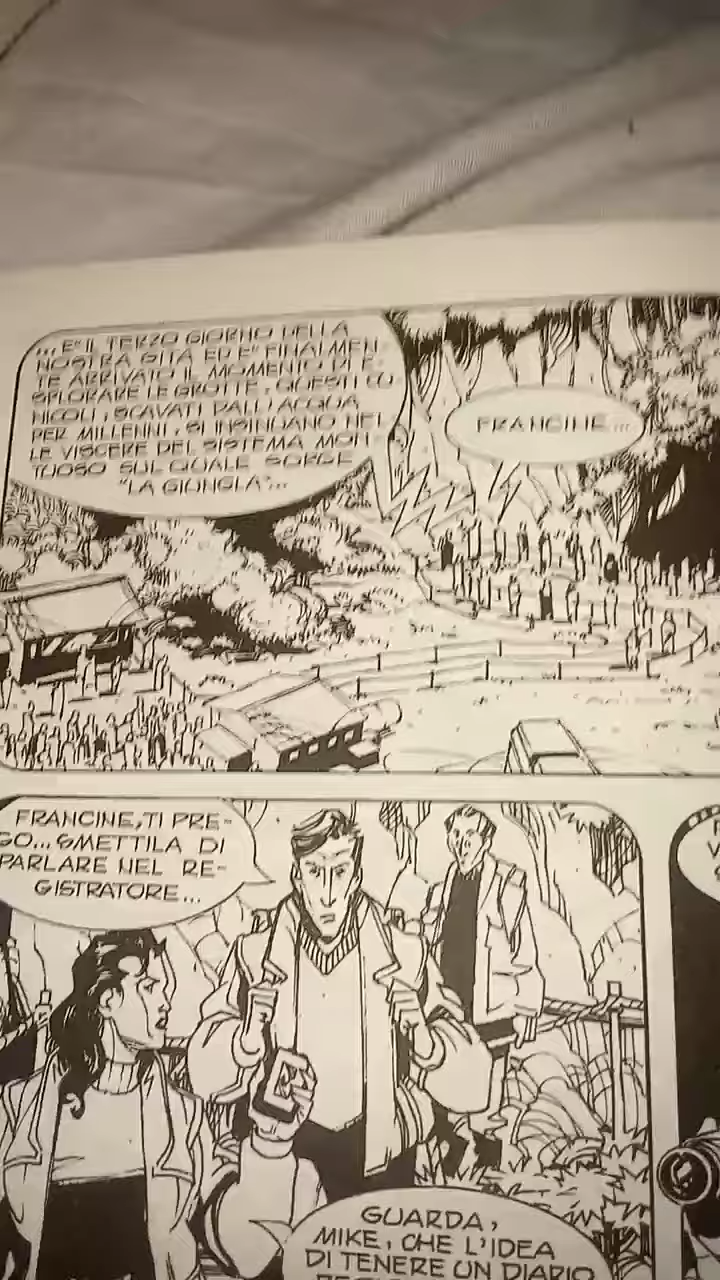 ... E' IL TERZO GIORNO DELLA
NOSTRA GITA ED E' FINALMEN-
TE ARRIVATO IL MOMENTO DI E-
SPLORARE LE GROTTE. QUESTI CU-
NICOLI, SCAVATI DALL'ACQUA
PER MILLENNI, SI INSINUANO NEL-
LE VISCERE DEL SISTEMA MON-
TUOSO SUL QUALE SORGE
"LA GIUNGLA"...
FRANCINE...
FRANCINE, TI PRE-
GO... SMETTILA DI
PARLARE NEL RE-
GISTRATORE...
GUARDA,
MIKE, CHE L'IDEA
DI TENERE UN DIARIO